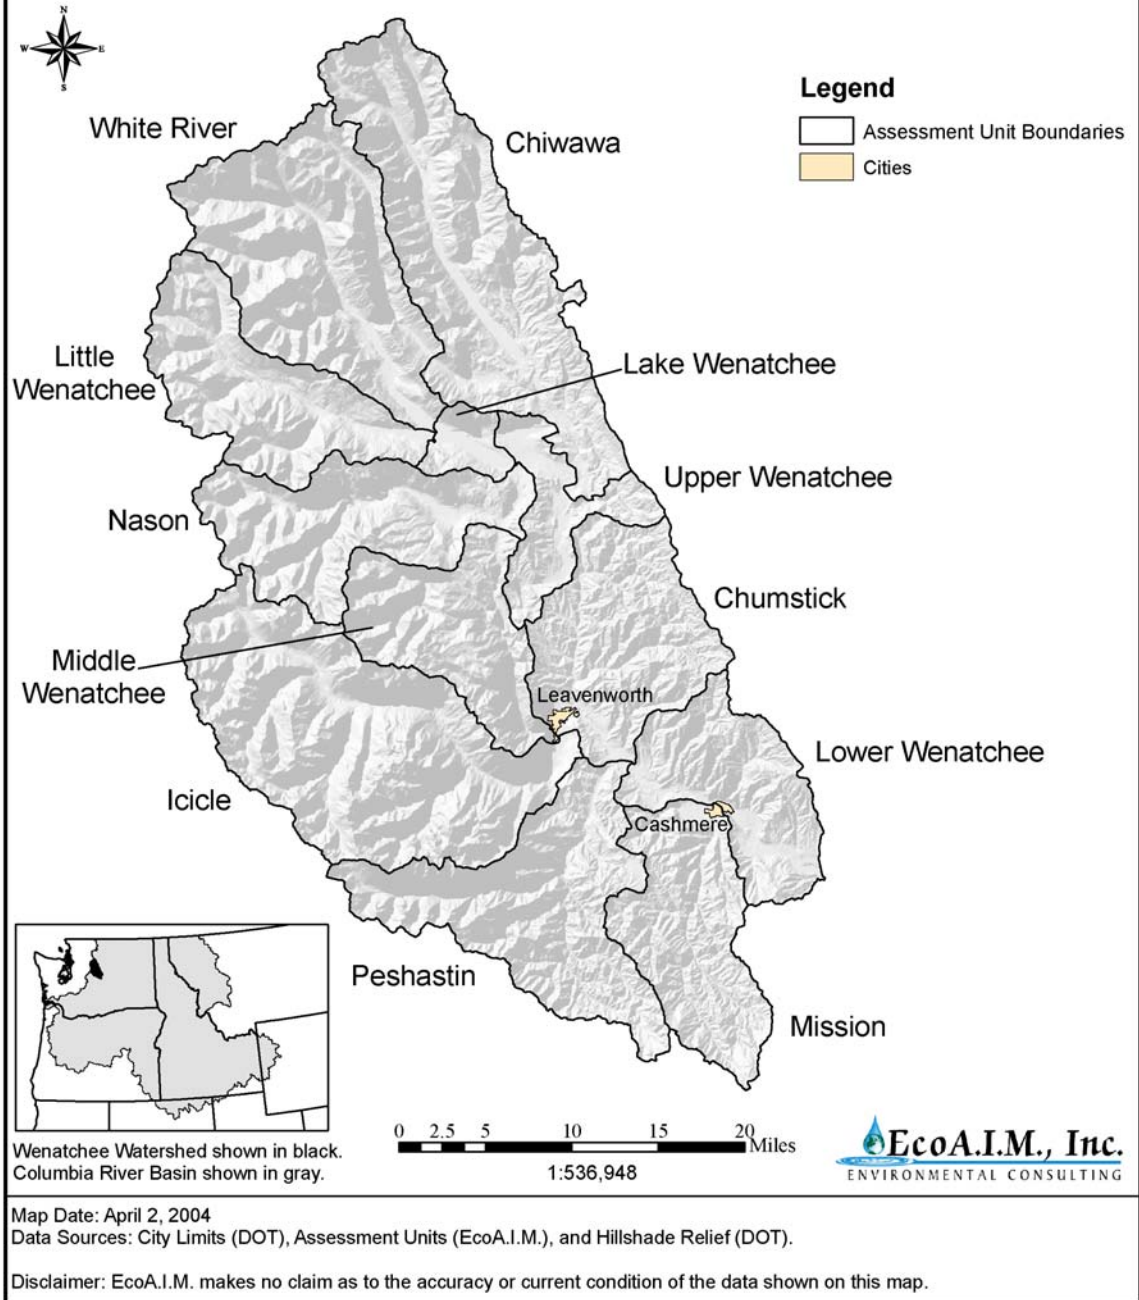 N
W
E
S
Legend
Assessment Unit Boundaries
Cities
White River
Chiwawa
Little
Wenatchee
Lake Wenatchee
Upper Wenatchee
Nason
Chumstick
Middle
Wenatchee
Leavenworth
Lower Wenatchee
Icicle
Cashmere
Peshastin
Mission
Wenatchee Watershed shown in black.
Columbia River Basin shown in gray.
0 2.5 5 10 15 20 Miles
1:536,948
EcoA.I.M., Inc.
ENVIRONMENTAL CONSULTING
Map Date: April 2, 2004
Data Sources: City Limits (DOT), Assessment Units (EcoA.I.M.), and Hillshade Relief (DOT).
Disclaimer: EcoA.I.M. makes no claim as to the accuracy or current condition of the data shown on this map.